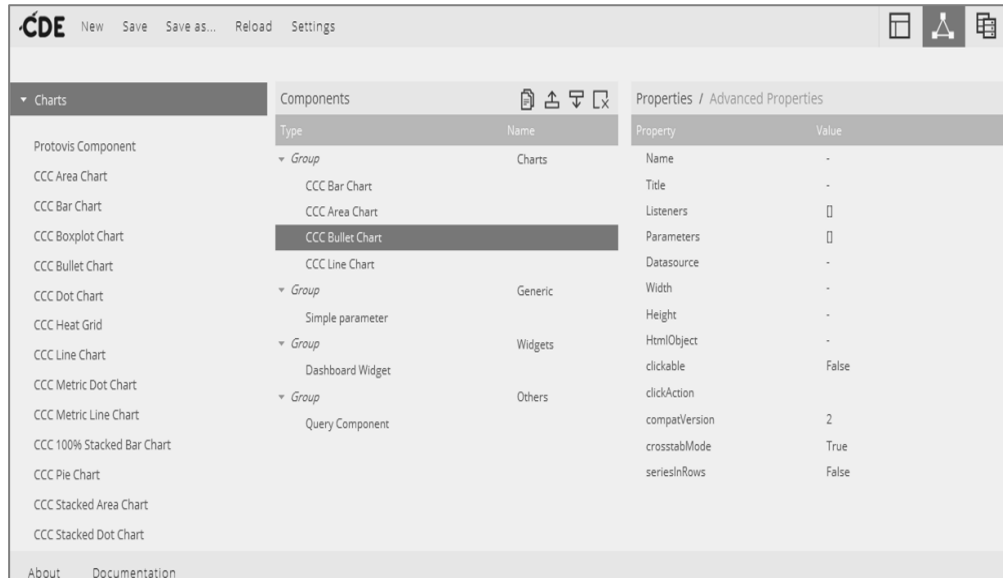 CDE New Save Save as... Reload Settings
Charts
Protovis Component
CCC Area Chart
CCC Bar Chart
CCC Boxplot Chart
CCC Bullet Chart
CCC Dot Chart
CCC Heat Grid
CCC Line Chart
CCC Metric Dot Chart
CCC Metric Line Chart
CCC 100% Stacked Bar Chart
CCC Pie Chart
CCC Stacked Area Chart
CCC Stacked Dot Chart
Components
Type Name
Group Charts
CCC Bar Chart
CCC Area Chart
CCC Bullet Chart
CCC Line Chart
Group Generic
Simple parameter
Group Widgets
Dashboard Widget
Group Others
Query Component
Properties / Advanced Properties
Property Value
Name -
Title -
Listeners []
Parameters []
Datasource -
Width -
Height -
HtmlObject -
clickable False
clickAction
compatVersion 2
crosstabMode True
seriesInRows False
About Documentation